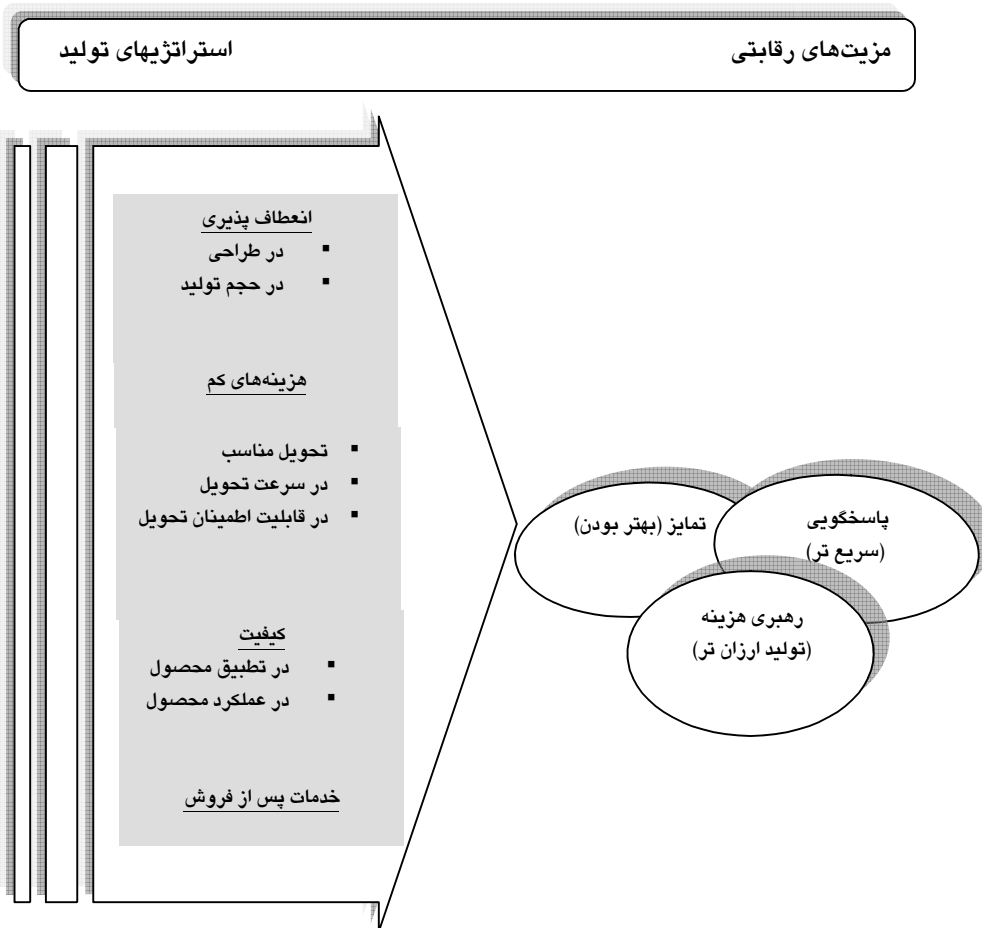 مزیت‌های رقابتی
استراتژیهای تولید
انعطاف پذیری
▪ در طراحی
▪ در حجم تولید
هزینه‌های کم
▪ تحویل مناسب
▪ در سرعت تحویل
▪ در قابلیت اطمینان تحویل
کیفیت
▪ در تطبیق محصول
▪ در عملکرد محصول
خدمات پس از فروش
پاسخگویی
(سریع تر)
تمایز (بهتر بودن)
رهبری هزینه
(تولید ارزان تر)